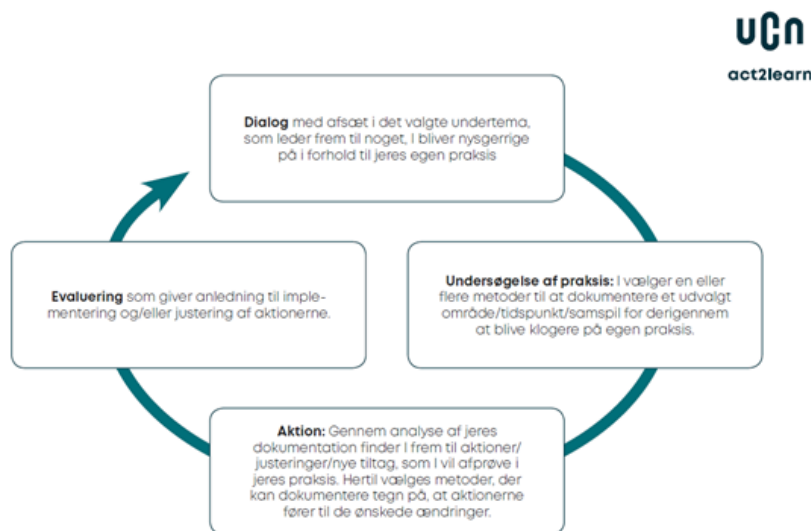 ucn
act2learn
Dialog med afsæt i det valgte undertema,
som leder frem til noget, I bliver nysgerrige
på i forhold til jeres egen praksis
Evaluering som giver anledning til imple-
mentering og/eller justering af aktionerne.
Undersøgelse af praksis: I vælger en eller
flere metoder til at dokumentere et udvalgt
område/tidspunkt/samspil for derigennem
at blive klogere på egen praksis.
Aktion: Gennem analyse af jeres
dokumentation finder I frem til aktioner/
justeringer/nye tiltag, som I vil afprøve i
jeres praksis. Hertil vælges metoder, der
kan dokumentere tegn på, at aktionerne
fører til de ønskede ændringer.